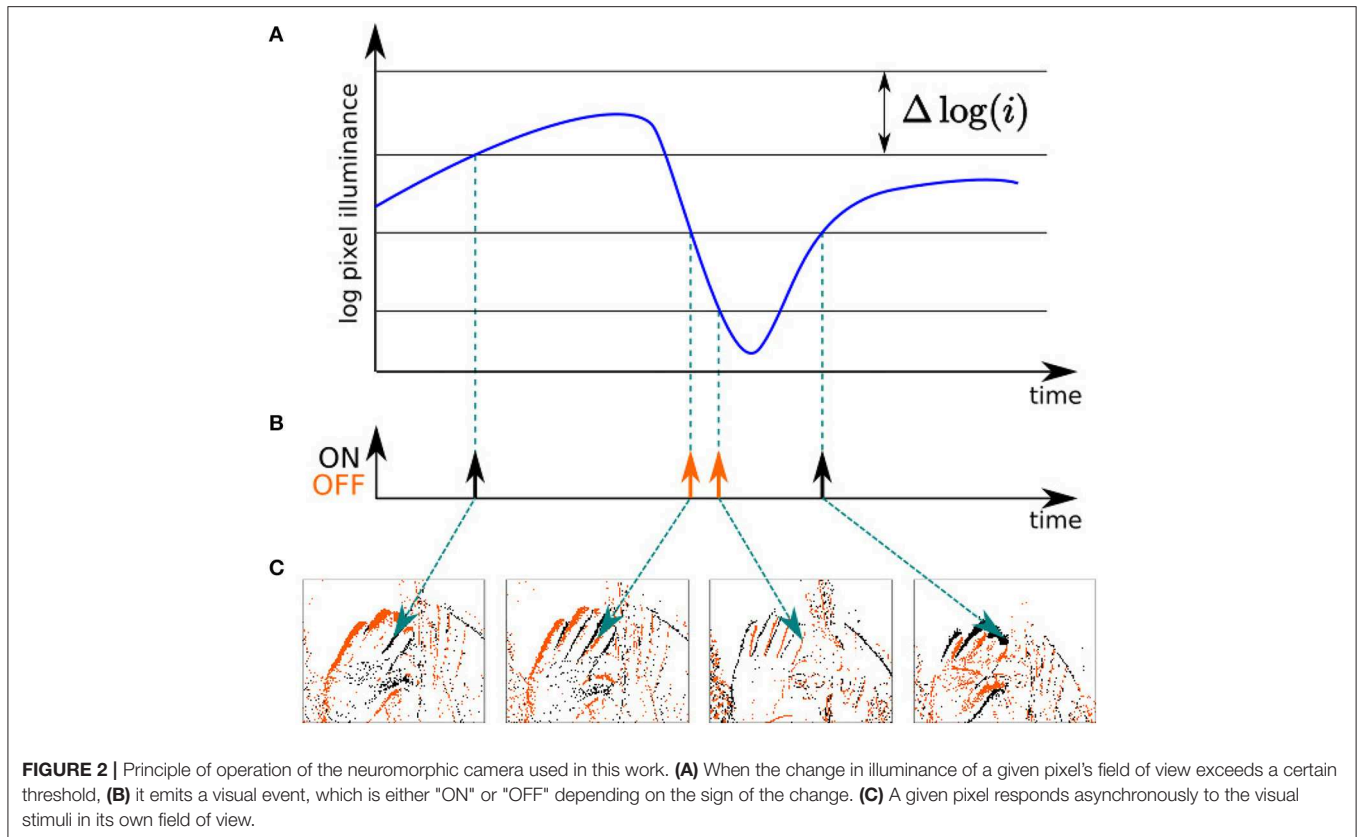 A
log pixel illuminance
Δ log(i)
time
B
ON
OFF
time
C
FIGURE 2 | Principle of operation of the neuromorphic camera used in this work. (A) When the change in illuminance of a given pixel's field of view exceeds a certain
threshold, (B) it emits a visual event, which is either "ON" or "OFF" depending on the sign of the change. (C) A given pixel responds asynchronously to the visual
stimuli in its own field of view.